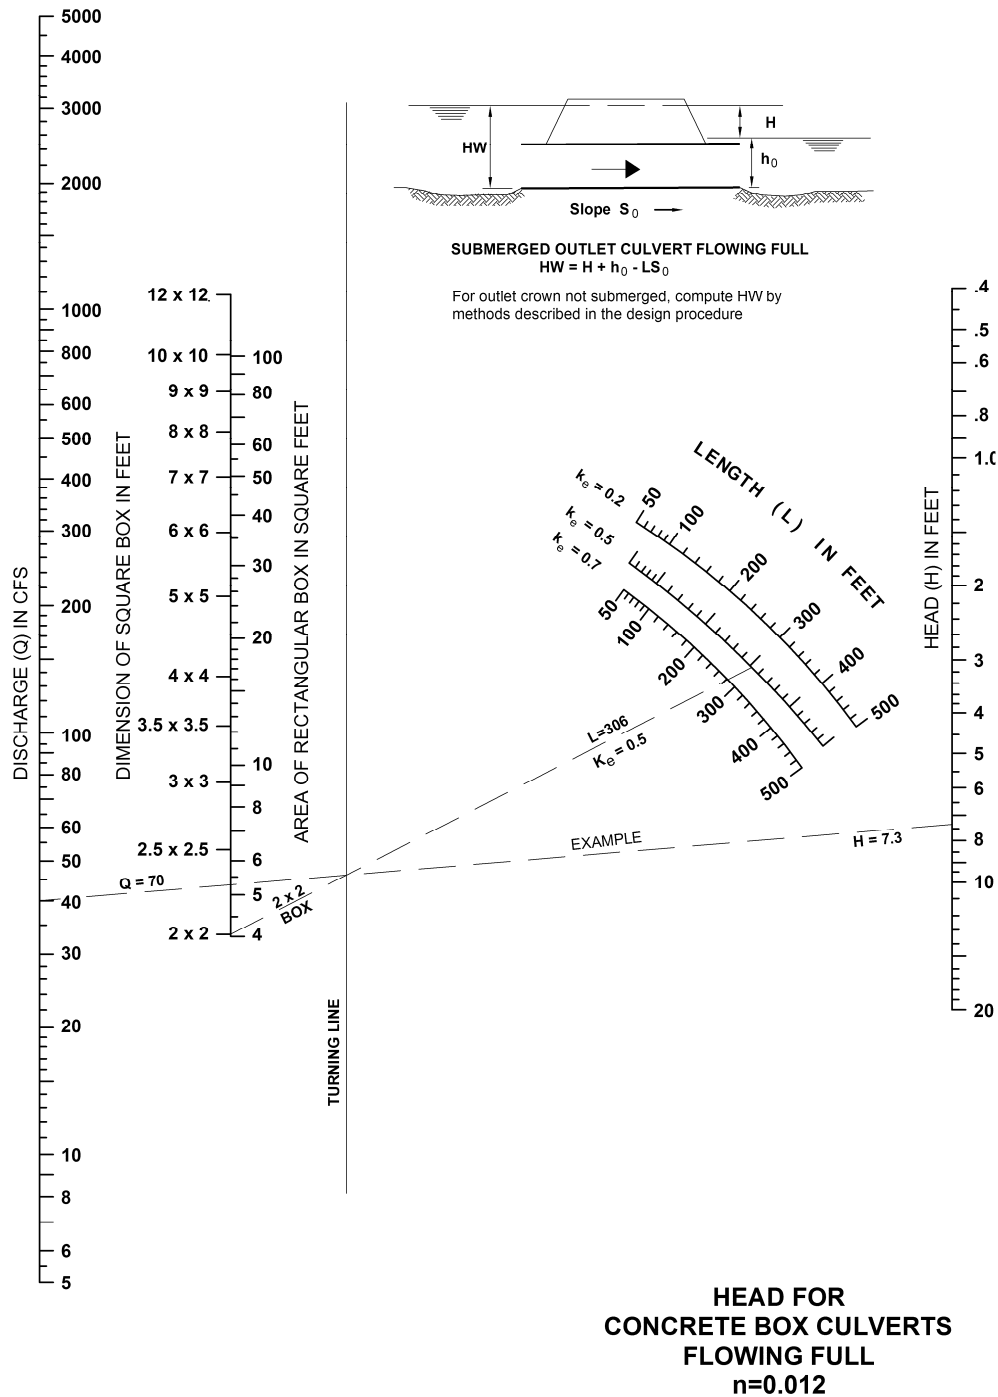 5000
4000
3000
2000
1000
800
600
500
400
300
200
100
80
60
50
40
30
20
10
8
6
5
DISCHARGE (Q) IN CFS
12 x 12
10 x 10
9 x 9
8 x 8
7 x 7
6 x 6
5 x 5
4 x 4
3.5 x 3.5
3 x 3
2.5 x 2.5
2 x 2
DIMENSION OF SQUARE BOX IN FEET
100
80
60
50
40
30
20
10
8
6
5
4
AREA OF RECTANGULAR BOX IN SQUARE FEET
TURNING LINE
HW
H
h0
Slope S0
SUBMERGED OUTLET CULVERT FLOWING FULL
HW = H + h0 - LS0
For outlet crown not submerged, compute HW by
methods described in the design procedure
LENGTH (L) IN FEET
ke = 0.2
50
100
200
300
400
500
ke = 0.5
ke = 0.7
50
100
200
300
400
500
L=306
Ke = 0.5
EXAMPLE
H = 7.3
Q = 70
2 x 2
BOX
.4
.5
.6
.8
1.0
2
3
4
5
6
8
10
20
HEAD (H) IN FEET
HEAD FOR
CONCRETE BOX CULVERTS
FLOWING FULL
n=0.012